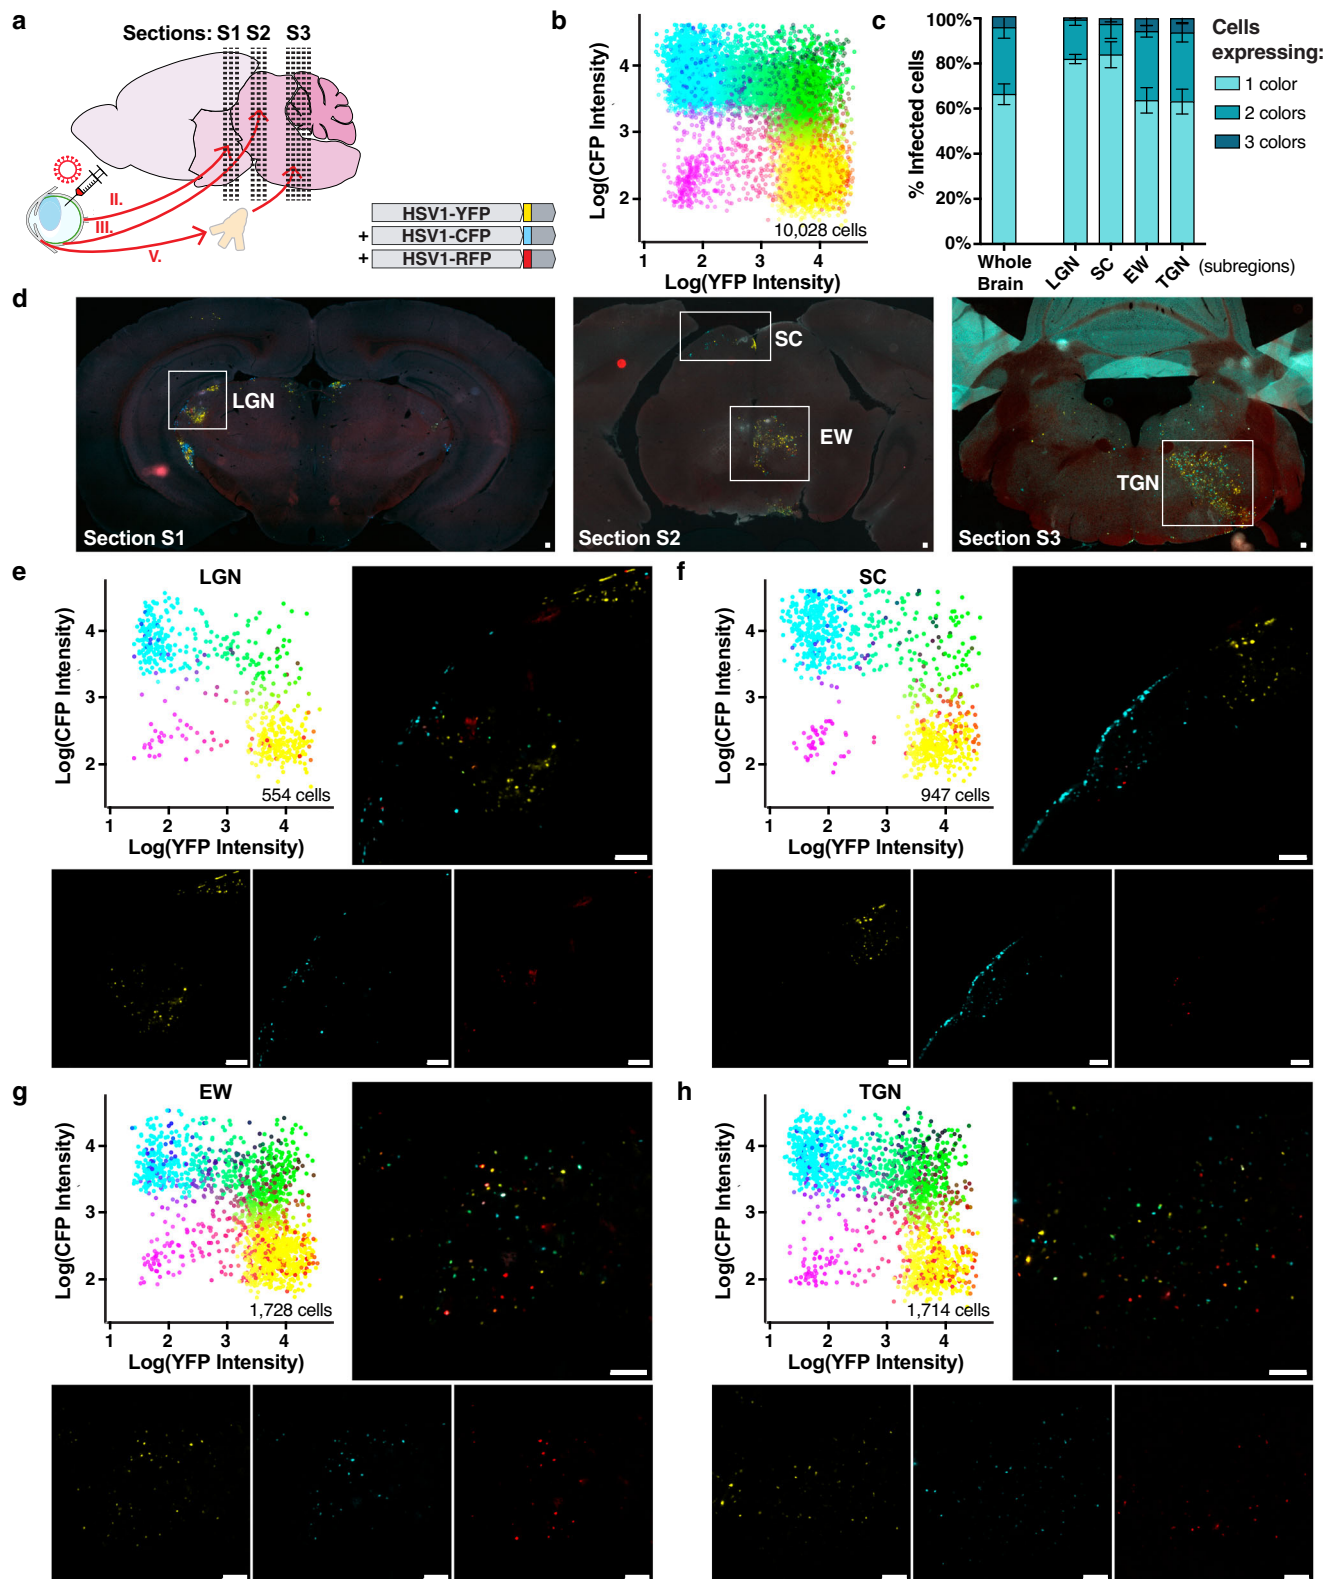 a
Sections: S1 S2 S3
II.
III.
V.
HSV1-YFP
+ HSV1-CFP
+ HSV1-RFP
b
Log(CFP Intensity)
4
3
2
10,028 cells
1 2 3 4
Log(YFP Intensity)
c
% Infected cells
100%
80%
60%
40%
20%
0%
Whole Brain
LGN
SC
EW
TGN
(subregions)
Cells expressing:
1 color
2 colors
3 colors
d
LGN
Section S1
SC
EW
Section S2
TGN
Section S3
e
LGN
Log(CFP Intensity)
4
3
2
554 cells
1 2 3 4
Log(YFP Intensity)
f
SC
Log(CFP Intensity)
4
3
2
947 cells
1 2 3 4
Log(YFP Intensity)
g
EW
Log(CFP Intensity)
4
3
2
1,728 cells
1 2 3 4
Log(YFP Intensity)
h
TGN
Log(CFP Intensity)
4
3
2
1,714 cells
1 2 3 4
Log(YFP Intensity)